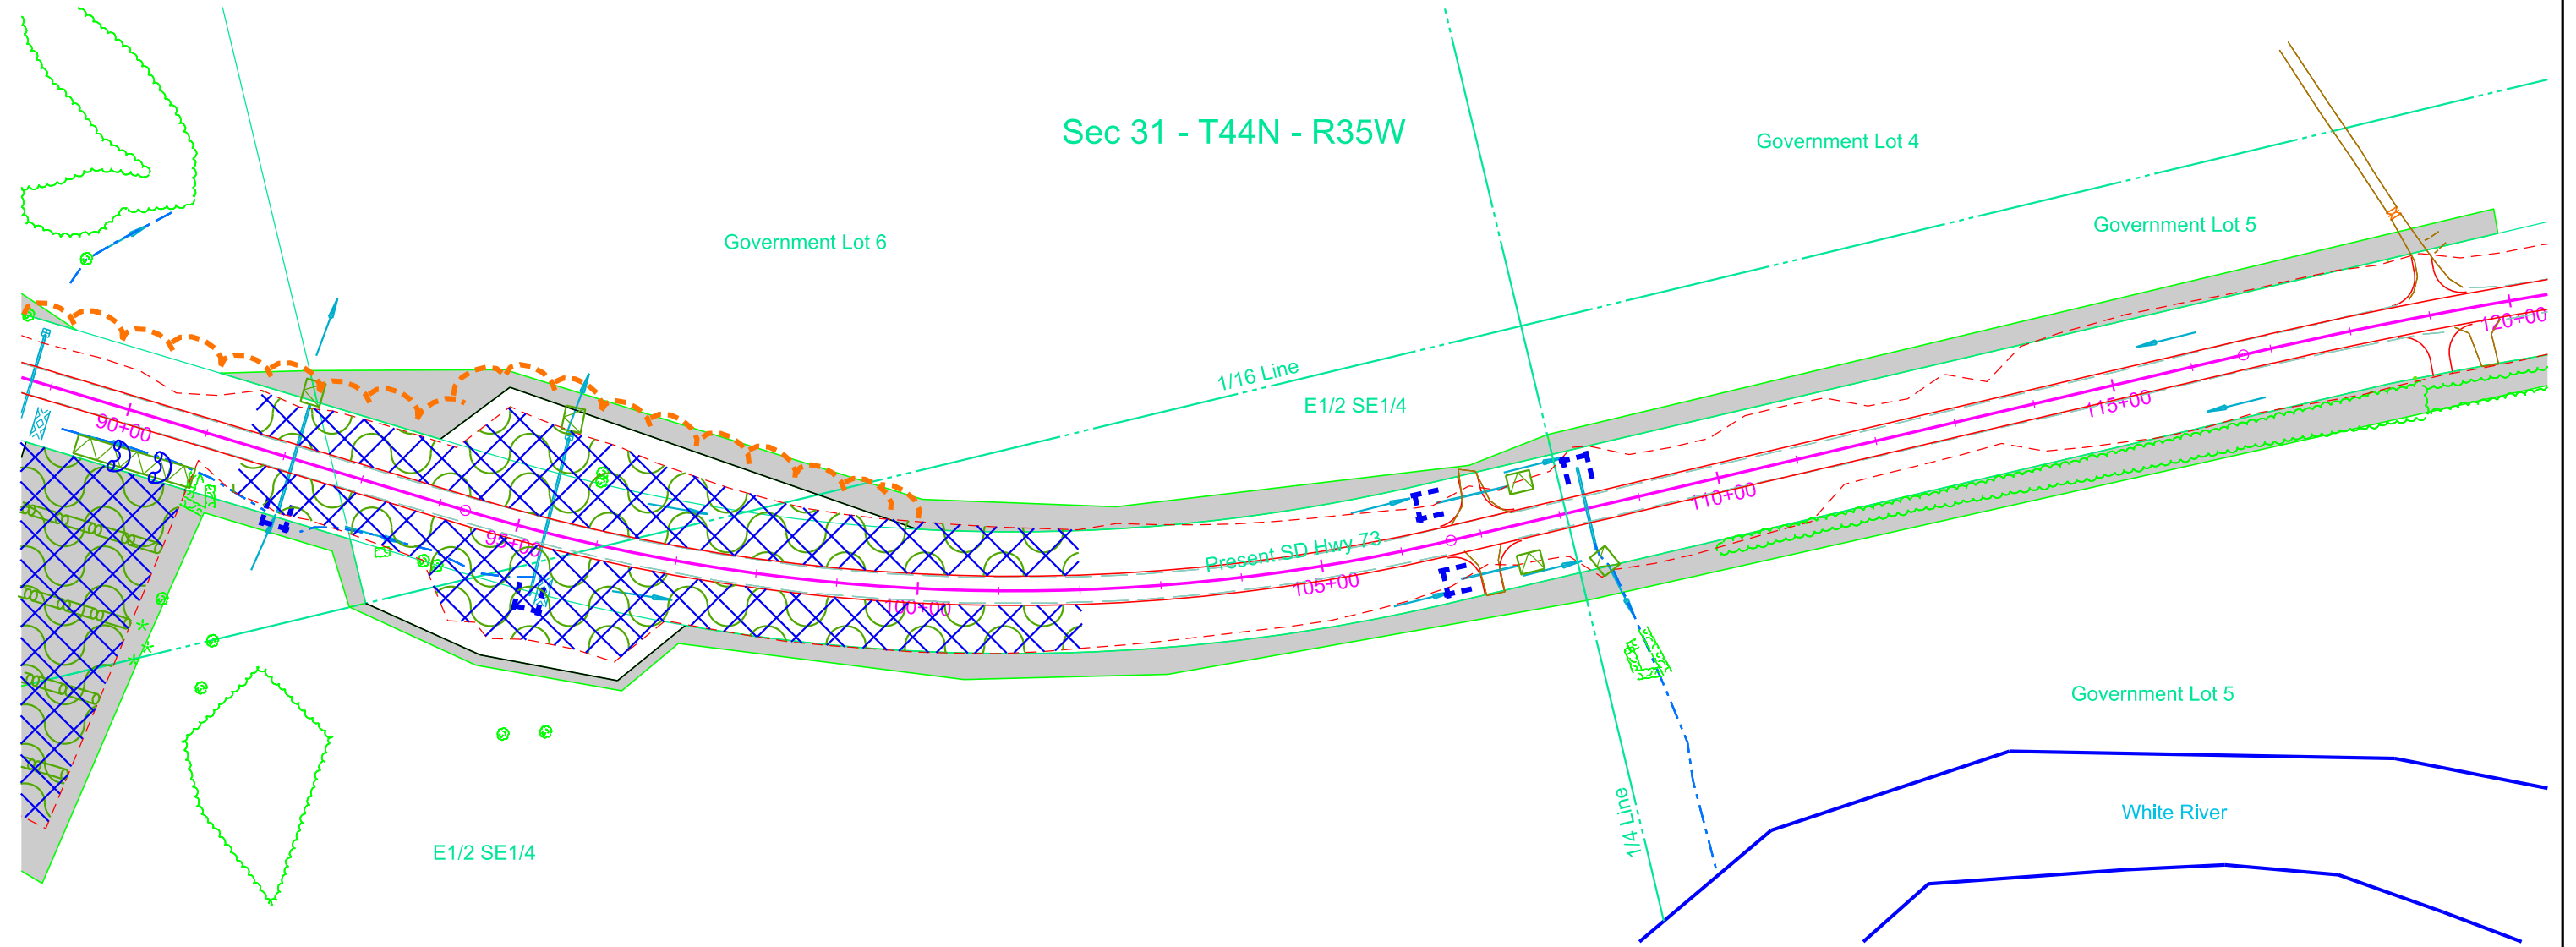 Sec 31 - T44N - R35W
Government Lot 4
Government Lot 5
Government Lot 6
120+00
1/16 Line
E1/2 SE1/4
115+00
90+00
110+00
95+00
Present SD Hwy 73
105+00
100+00
Government Lot 5
1/4 Line
White River
E1/2 SE1/4